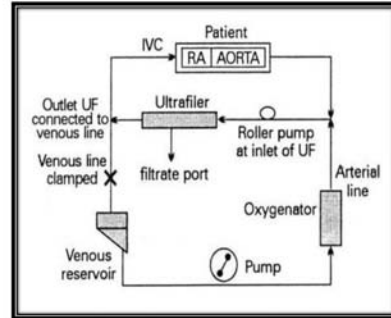 Patient
IVC
RA AORTA
Outlet UF
connected to
venous line
Ultrafiler
Roller pump
at inlet of UF
Venous line
clamped
filtrate port
Arterial
line
Oxygenator
Venous
reservoir
Pump